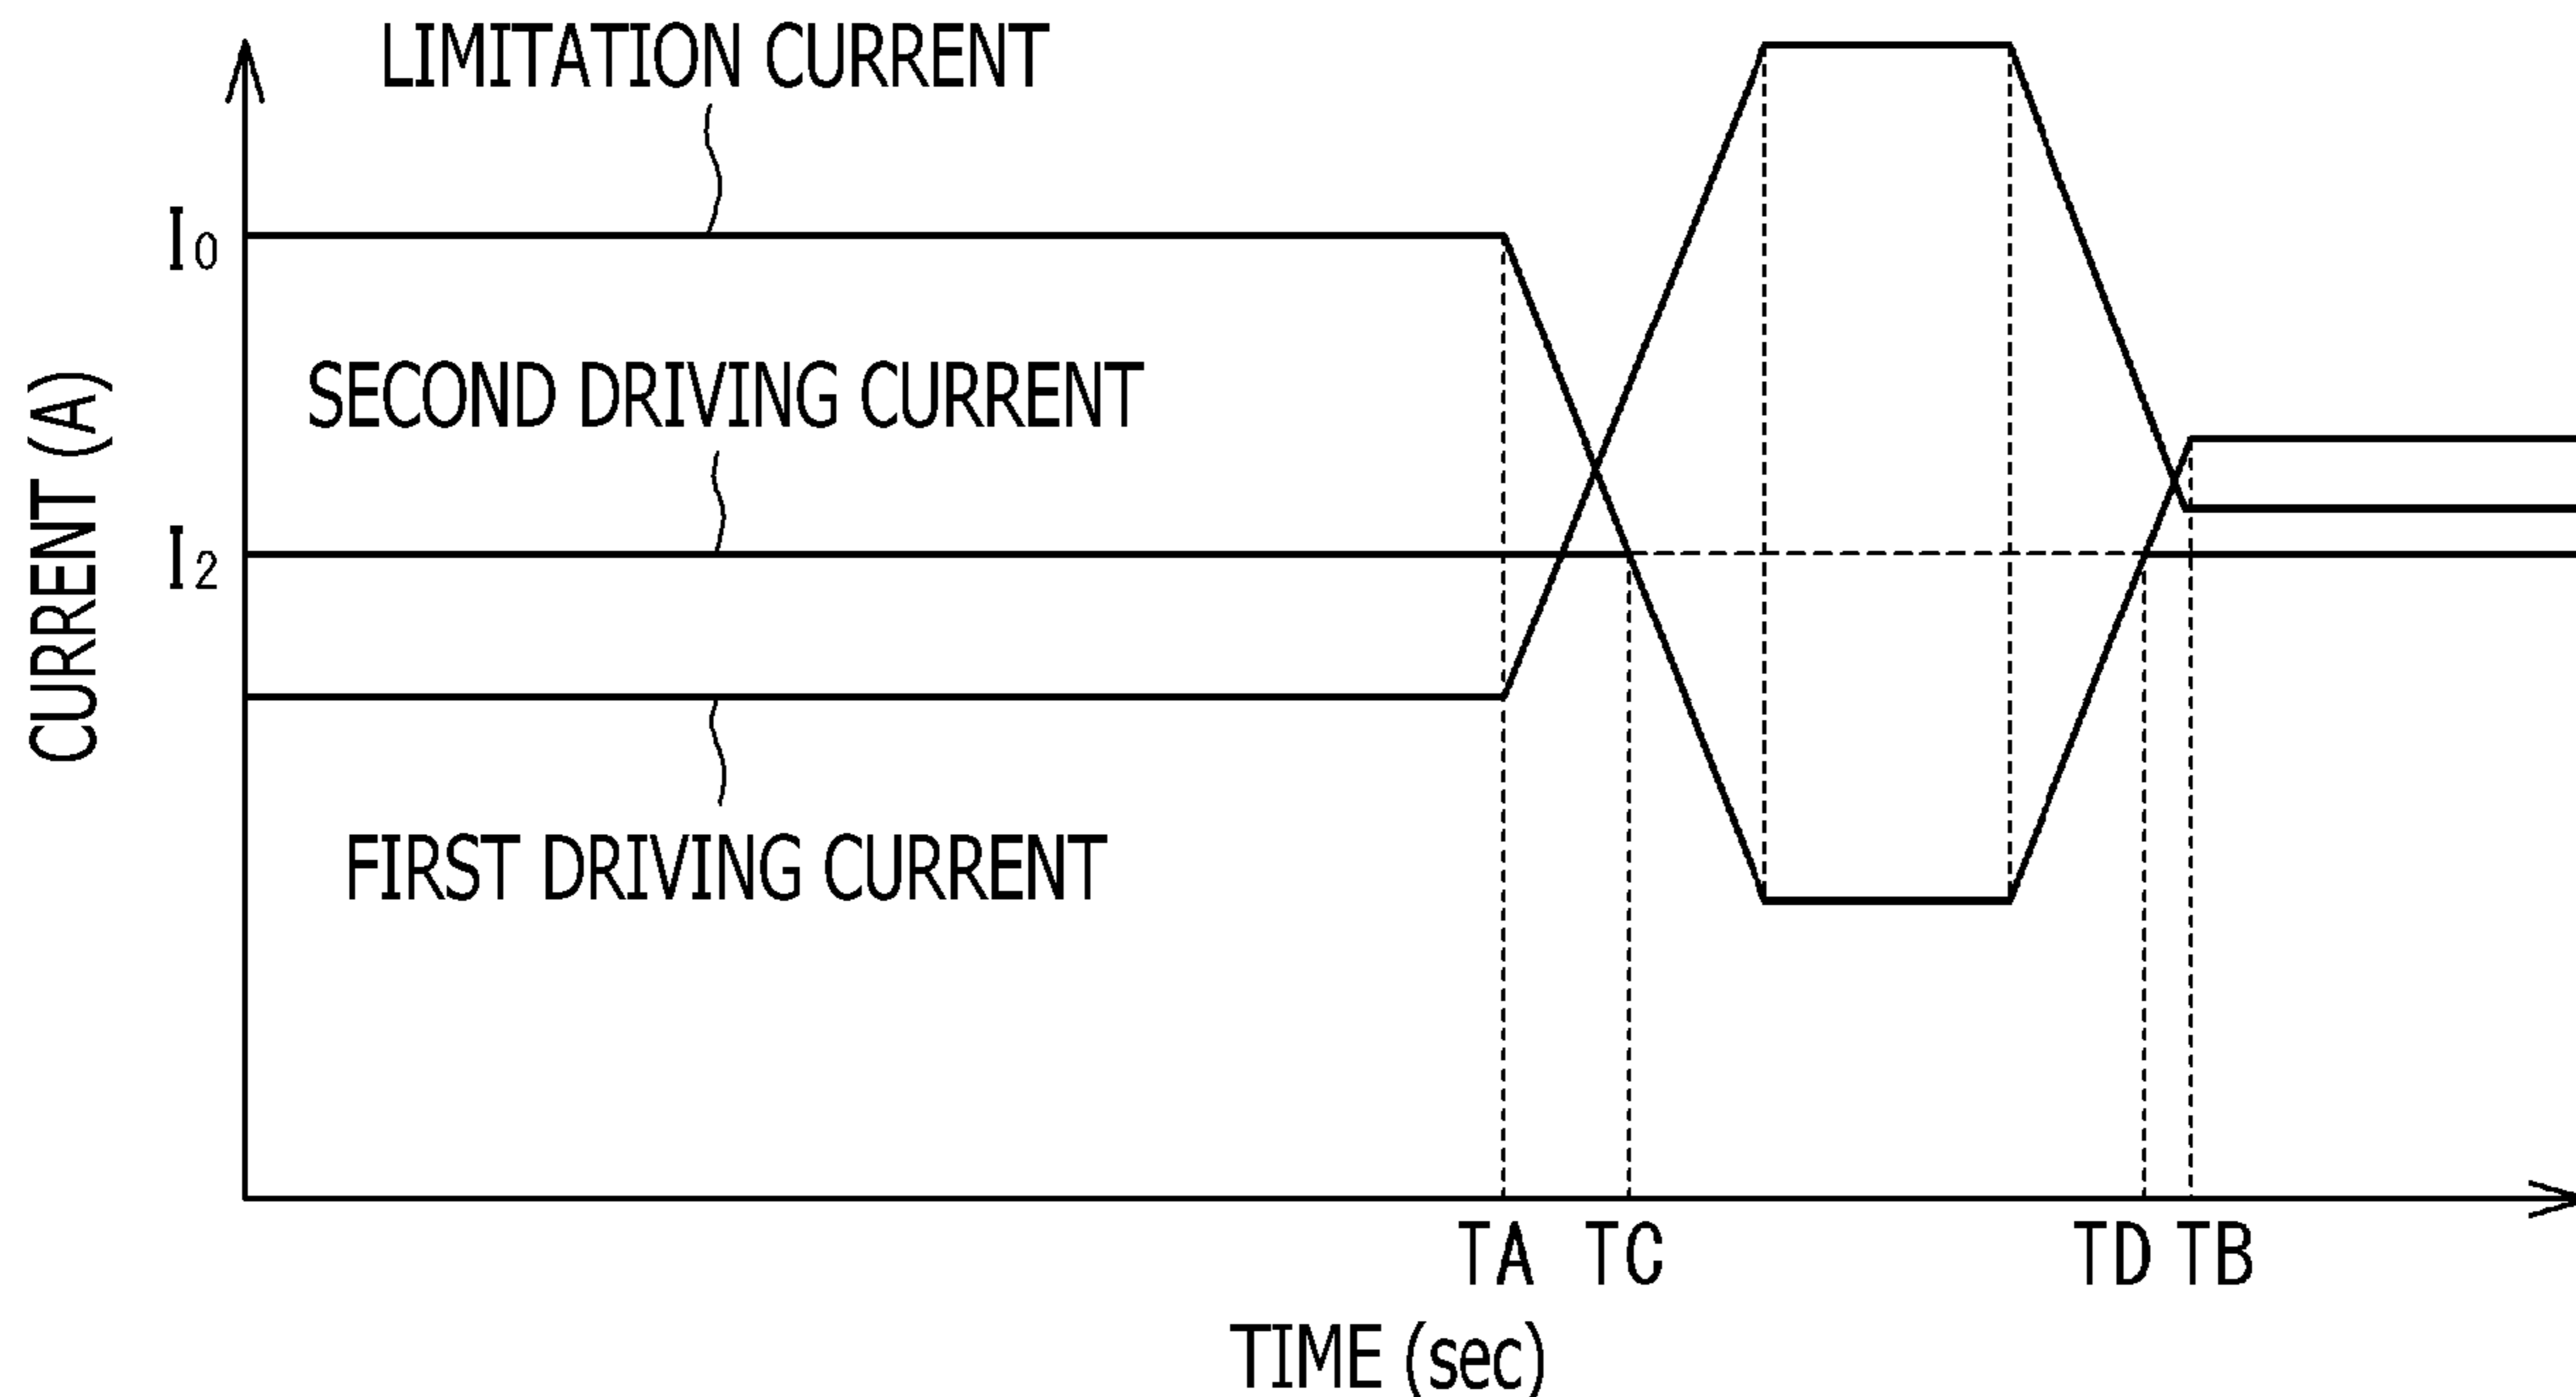 LIMITATION CURRENT
I0
SECOND DRIVING CURRENT
CURRENT (A)
I2
FIRST DRIVING CURRENT
TA TC TD TB
TIME (sec)